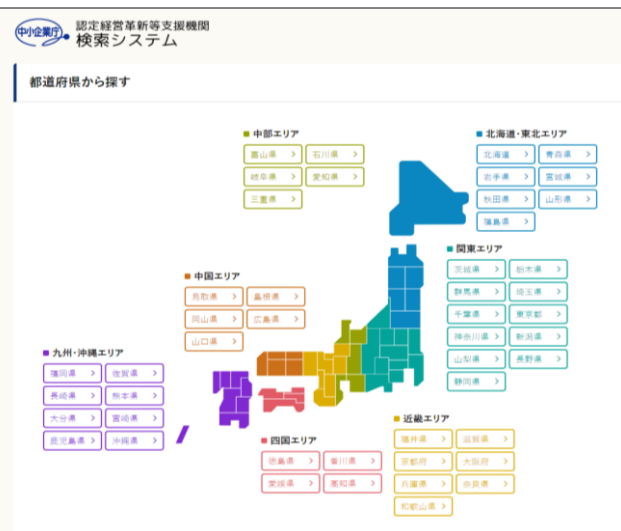 中小企業庁
認定経営革新等支援機関
検索システム
都道府県から探す
中部エリア
富山県 石川県
岐阜県 愛知県
三重県
北海道・東北エリア
北海道 青森県
岩手県 宮城県
秋田県 山形県
福島県
関東エリア
茨城県 栃木県
群馬県 埼玉県
千葉県 東京都
神奈川県 新潟県
山梨県 長野県
静岡県
中国エリア
鳥取県 島根県
岡山県 広島県
山口県
九州・沖縄エリア
福岡県 佐賀県
長崎県 熊本県
大分県 宮崎県
鹿児島県 沖縄県
四国エリア
徳島県 香川県
愛媛県 高知県
近畿エリア
福井県 滋賀県
京都府 大阪府
兵庫県 奈良県
和歌山県